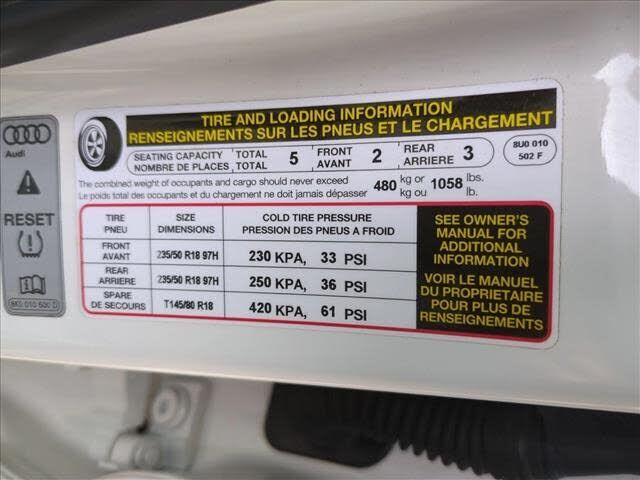 TIRE AND LOADING INFORMATION
RENSEIGNEMENTS SUR LES PNEUS ET LE CHARGEMENT
SEATING CAPACITY TOTAL 5 FRONT 2 REAR 3
NOMBRE DE PLACES TOTAL AVANT ARRIERE
8U0 010
502 F
The combined weight of occupants and cargo should never exceed 480 kg or 1058 lbs.
Le poids total des occupants et du chargement ne doit jamais dépasser kg ou lb.
TIRE SIZE COLD TIRE PRESSURE
PNEU DIMENSIONS PRESSION DES PNEUS A FROID
FRONT
AVANT 235/50 R18 97H 230 KPA, 33 PSI
REAR
ARRIERE 235/50 R18 97H 250 KPA, 36 PSI
SPARE
DE SECOURS T145/80 R18 420 KPA, 61 PSI
SEE OWNER'S
MANUAL FOR
ADDITIONAL
INFORMATION
VOIR LE MANUEL
DU PROPRIETAIRE
POUR PLUS DE
RENSEIGNEMENTS
Audi
RESET
8K0 010 500 D